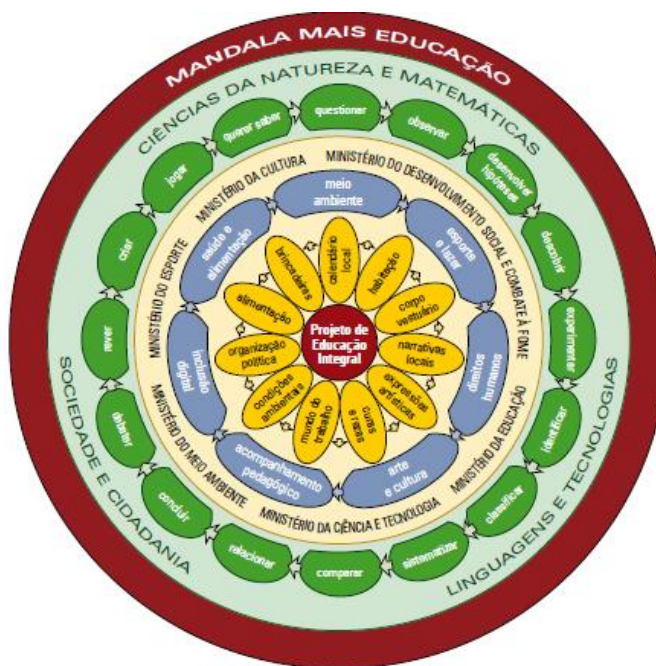 MANDALA MAIS EDUCAÇÃO
CIÊNCIAS DA NATUREZA E MATEMÁTICAS
LINGUAGENS E TECNOLOGIAS
SOCIEDADE E CIDADANIA
questionar
observar
desenvolver
hipóteses
descobrir
experimentar
identificar
classificar
sistematizar
comparar
relacionar
concluir
debater
rever
criar
jogar
querer saber
MINISTÉRIO DA CULTURA
MINISTÉRIO DO DESENVOLVIMENTO SOCIAL E COMBATE À FOME
MINISTÉRIO DA EDUCAÇÃO
MINISTÉRIO DA CIÊNCIA E TECNOLOGIA
MINISTÉRIO DO MEIO AMBIENTE
MINISTÉRIO DO ESPORTE
meio
ambiente
esporte
e lazer
direitos
humanos
arte
e cultura
acompanhamento
pedagógico
inclusão
digital
saúde e
alimentação
calendário
local
habitação
corpo
vestuário
narrativas
locais
expressões
artísticas
curas
e rezas
mundo do
trabalho
condições
ambientais
organização
política
alimentação
brincadeiras
Projeto de
Educação
Integral